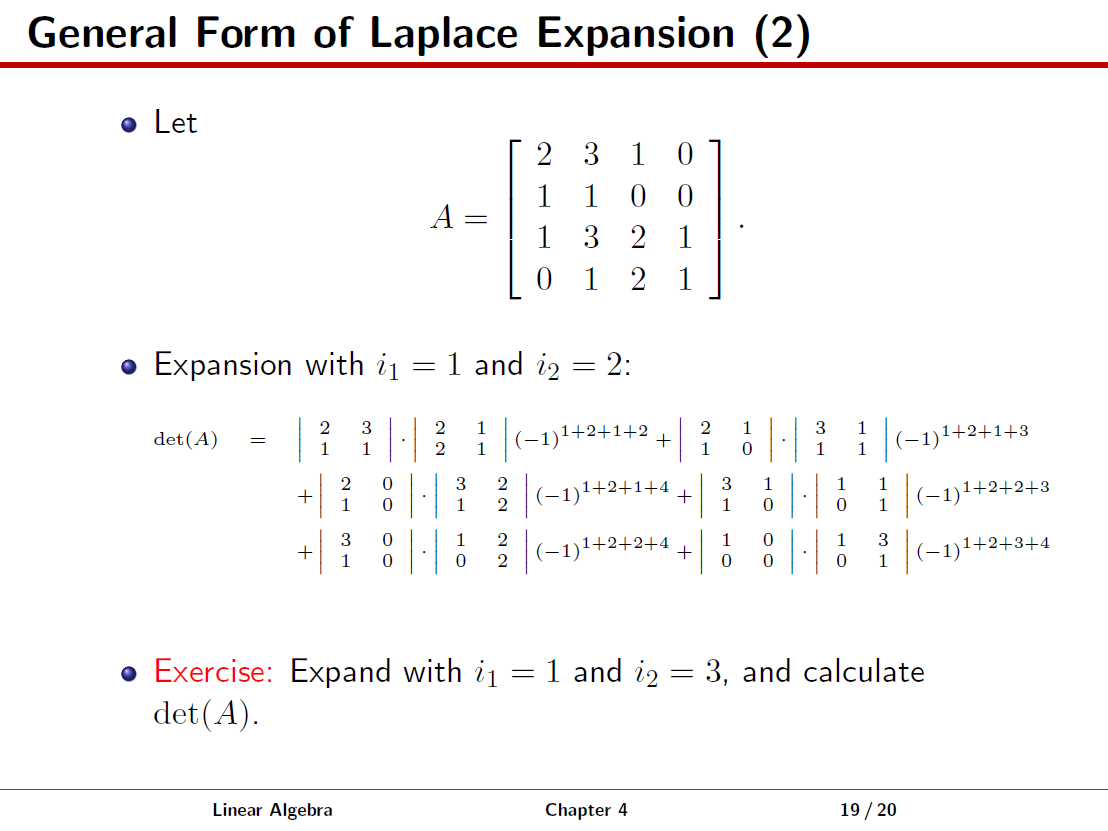 General Form of Laplace Expansion (2)
Let
A = [ 2 3 1 0
1 1 0 0
1 3 2 1
0 1 2 1 ] .
Expansion with i₁ = 1 and i₂ = 2:
det(A) = | 2 3 ; 1 1 | · | 2 1 ; 2 1 | (−1)^{1+2+1+2} + | 2 1 ; 1 0 | · | 3 1 ; 1 1 | (−1)^{1+2+1+3}
+ | 2 0 ; 1 0 | · | 3 2 ; 1 2 | (−1)^{1+2+1+4} + | 3 1 ; 1 0 | · | 1 1 ; 0 1 | (−1)^{1+2+2+3}
+ | 3 0 ; 1 0 | · | 1 2 ; 0 2 | (−1)^{1+2+2+4} + | 1 0 ; 0 0 | · | 1 3 ; 0 1 | (−1)^{1+2+3+4}
Exercise: Expand with i₁ = 1 and i₂ = 3, and calculate
det(A).
Linear Algebra Chapter 4 19 / 20